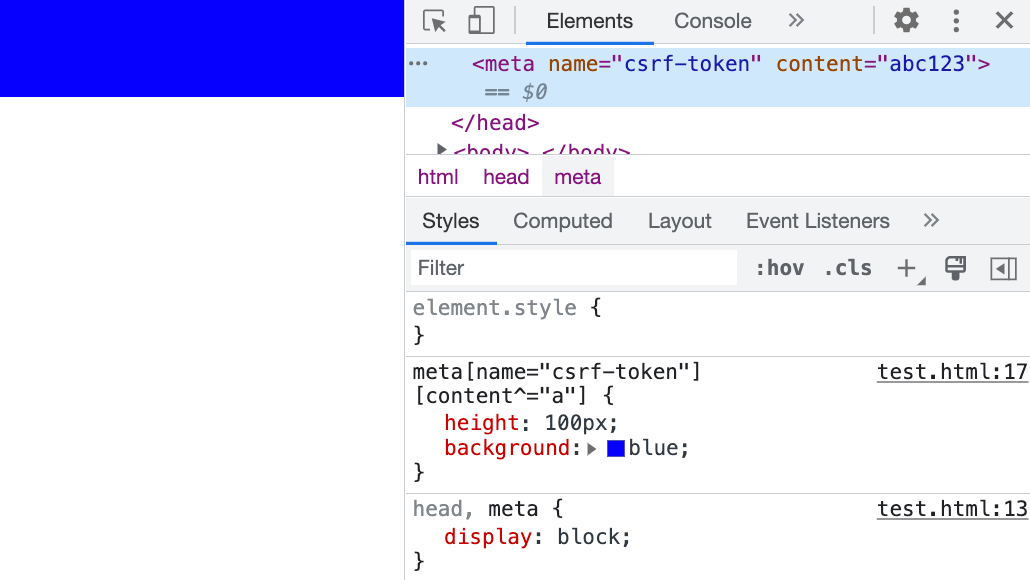 Elements Console »
… <meta name="csrf-token" content="abc123">
== $0
</head>
<body> </body>
html head meta
Styles Computed Layout Event Listeners »
Filter :hov .cls +
element.style {
}
meta[name="csrf-token"] test.html:17
[content^="a"] {
height: 100px;
background: blue;
}
head, meta { test.html:13
display: block;
}